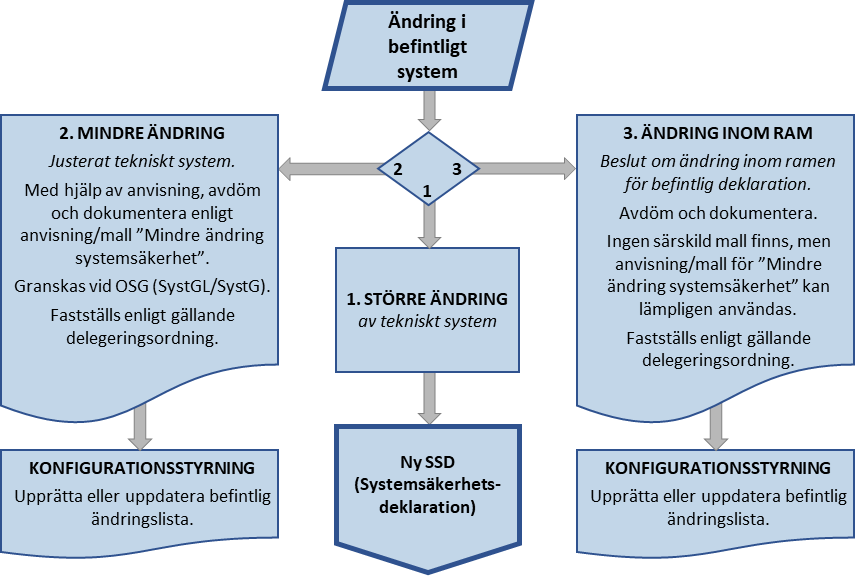 Ändring i
befintligt
system
2
3
1
2. MINDRE ÄNDRING
Justerat tekniskt system.
Med hjälp av anvisning, avdöm
och dokumentera enligt
anvisning/mall ”Mindre ändring
systemsäkerhet”.
Granskas vid OSG (SystGL/SystG).
Fastställs enligt gällande
delegeringsordning.
KONFIGURATIONSSTYRNING
Upprätta eller uppdatera befintlig
ändringslista.
1. STÖRRE ÄNDRING
av tekniskt system
Ny SSD
(Systemsäkerhets-
deklaration)
3. ÄNDRING INOM RAM
Beslut om ändring inom ramen
för befintlig deklaration.
Avdöm och dokumentera.
Ingen särskild mall finns, men
anvisning/mall för ”Mindre
ändring systemsäkerhet” kan
lämpligen användas.
Fastställs enligt gällande
delegeringsordning.
KONFIGURATIONSSTYRNING
Upprätta eller uppdatera befintlig
ändringslista.